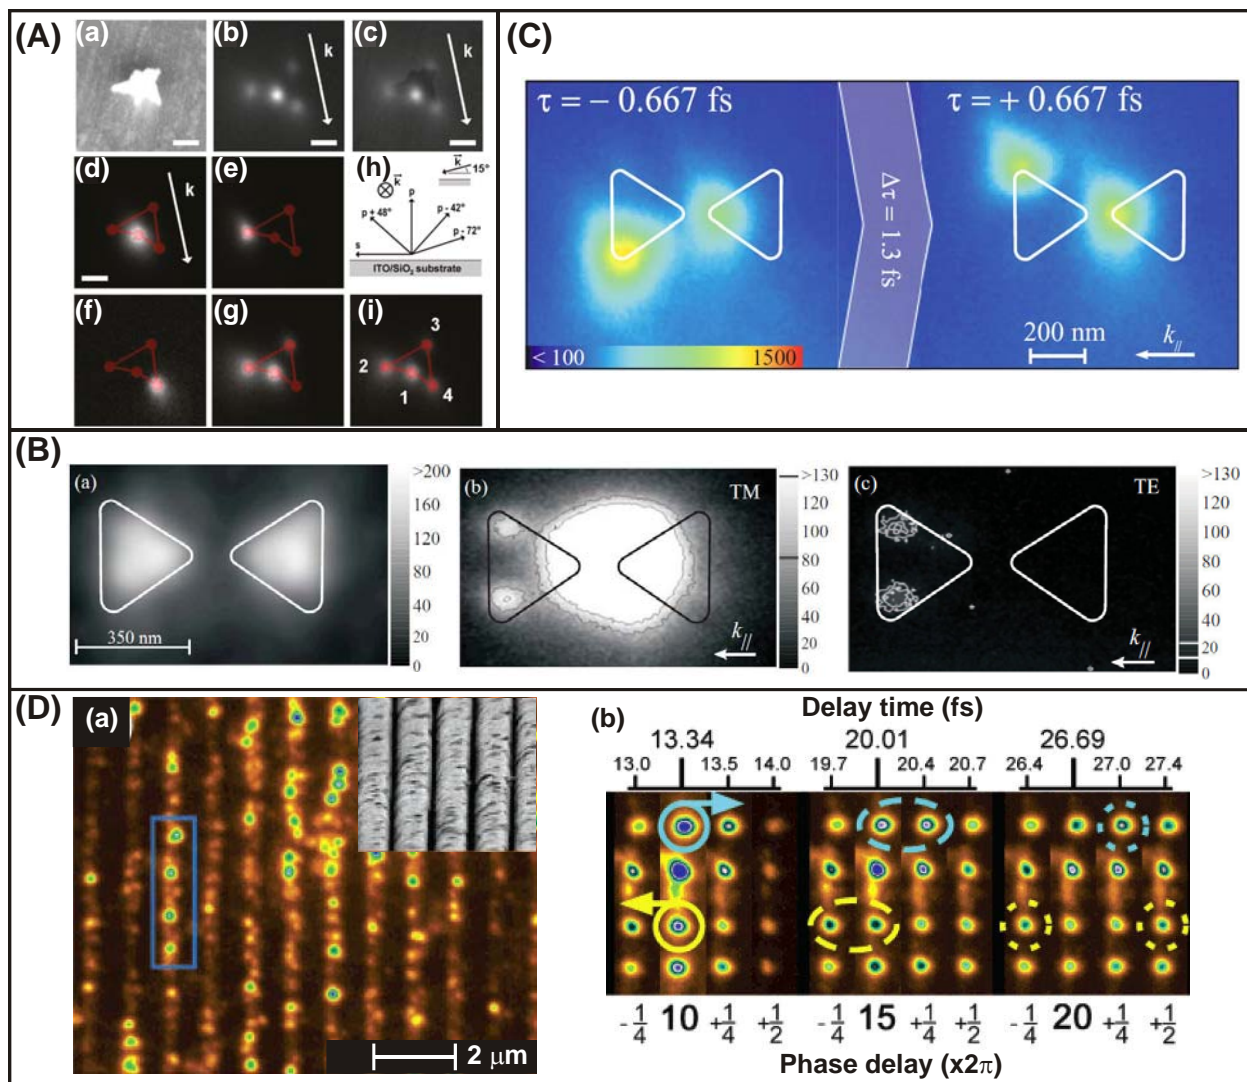 (A)
(a)
(b)
k
(c)
k
(d)
k
(e)
(h)
k
15°
k
p
p + 48°
p - 42°
p - 72°
s
ITO/SiO₂ substrate
(f)
(g)
(i)
3
2
1
4
(C)
τ = − 0.667 fs
τ = + 0.667 fs
Δτ = 1.3 fs
< 100
1500
200 nm
k//
(B)
(a)
350 nm
>200
160
120
80
40
20
0
(b)
TM
k//
>130
120
100
80
60
40
20
0
(c)
TE
k//
>130
120
100
80
60
40
20
0
(D)
(a)
2 μm
(b)
Delay time (fs)
13.34
20.01
26.69
13.0
13.5
14.0
19.7
20.4
20.7
26.4
27.0
27.4
-1/4
10
+1/4
+1/2
-1/4
15
+1/4
+1/2
-1/4
20
+1/4
+1/2
Phase delay (x2π)